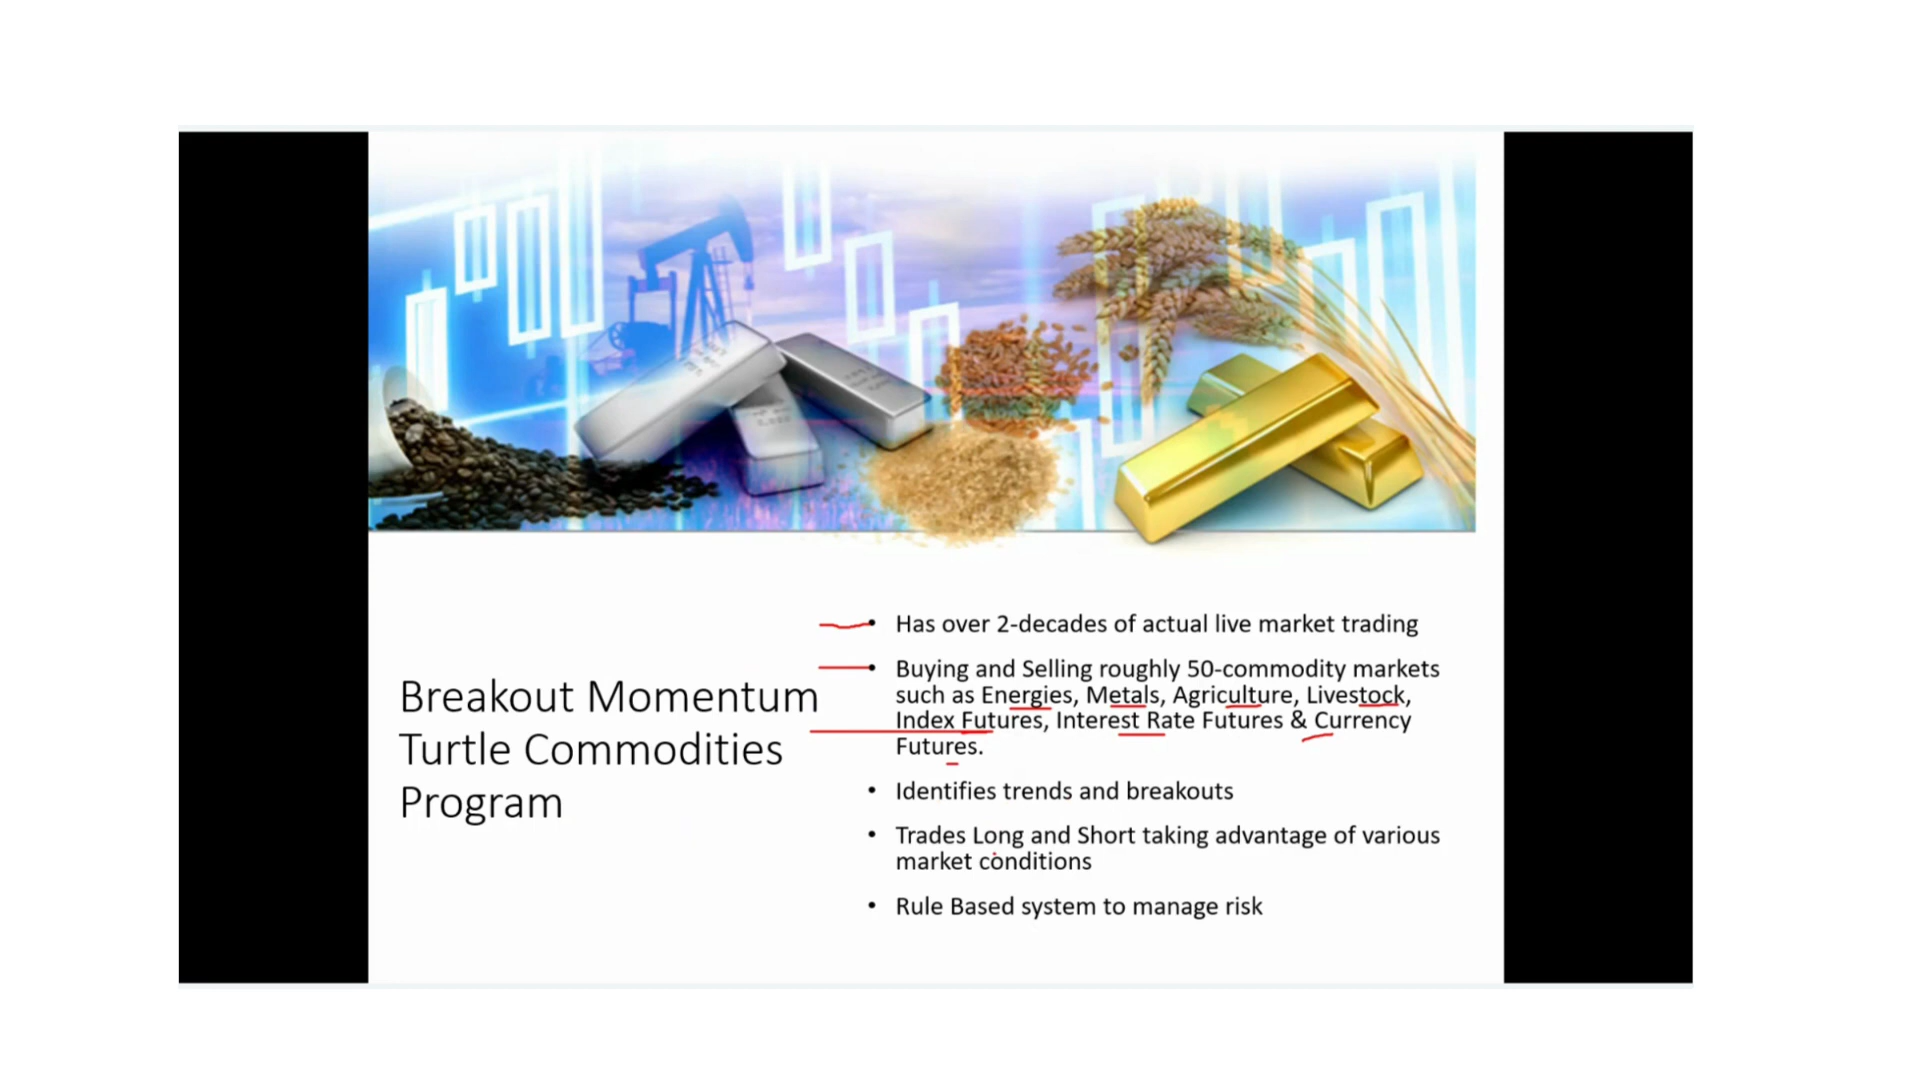 Breakout Momentum
Turtle Commodities
Program
• Has over 2-decades of actual live market trading
• Buying and Selling roughly 50-commodity markets
such as Energies, Metals, Agriculture, Livestock,
Index Futures, Interest Rate Futures & Currency
Futures.
• Identifies trends and breakouts
• Trades Long and Short taking advantage of various
market conditions
• Rule Based system to manage risk